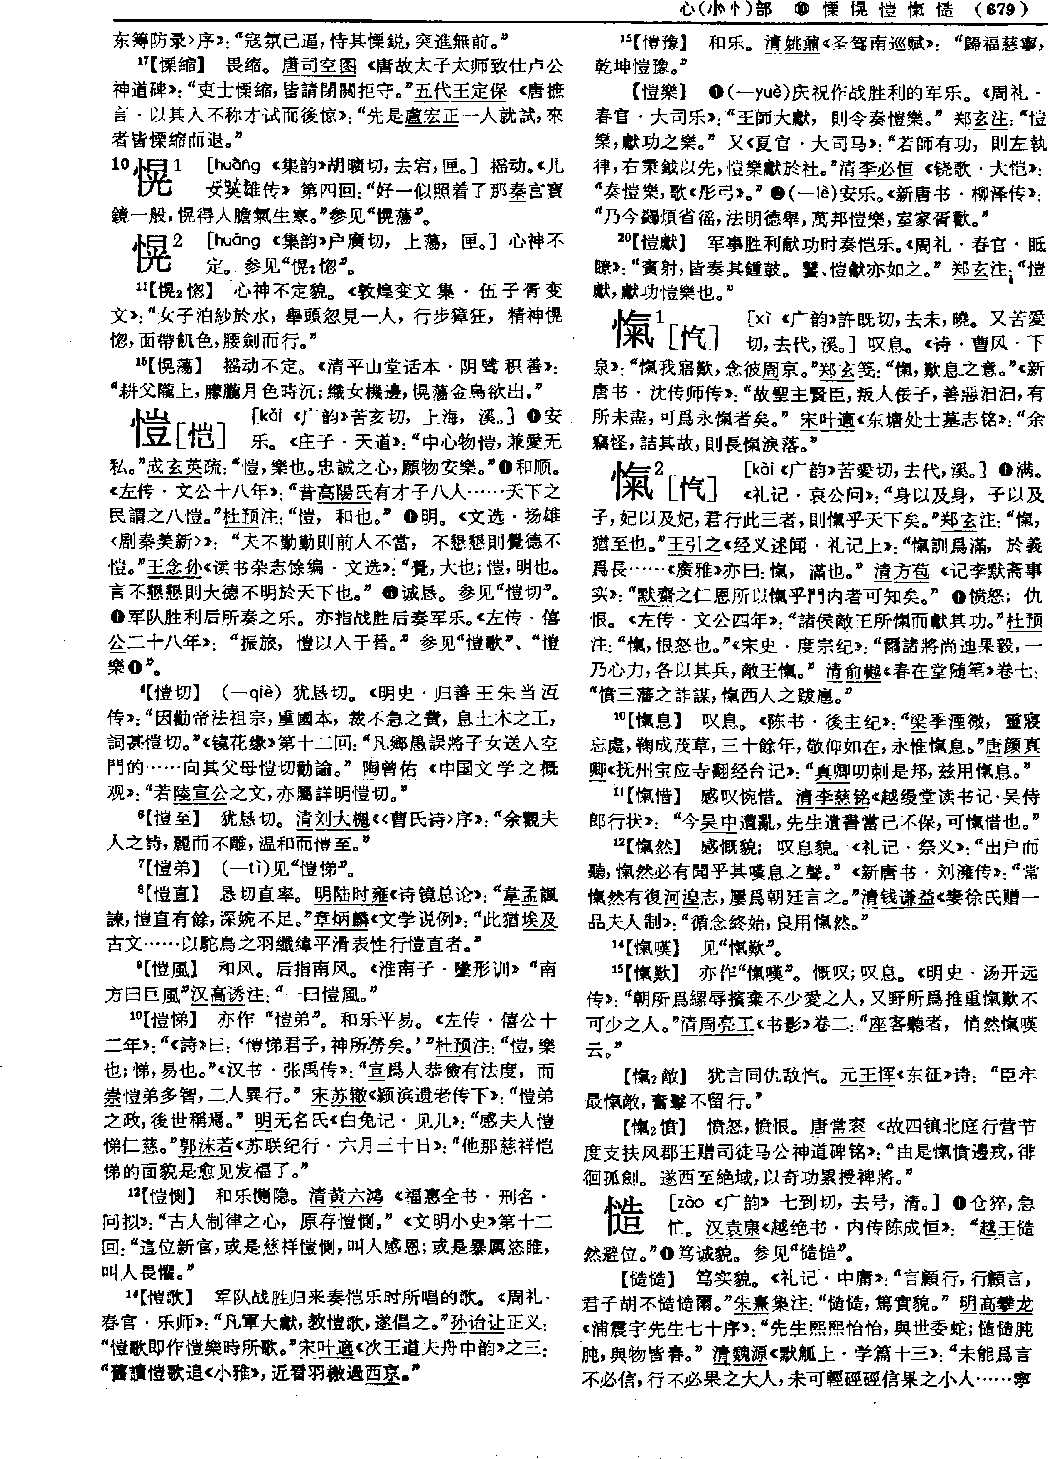 心(忄⺗)部 ⑩ 慄 愰 愷 愾 慥 (679)
东筹防录〉序》：“寇氛已逼，恃其慄鋭，突進無前。”
¹⁷【慄缩】 畏缩。唐司空图《唐故太子太师致仕卢公
神道碑》：“吏士慄缩，皆請閉關拒守。”五代王定保《唐摭
言·以其人不称才试而後惊》：“先是盧宏正一人就試，來
者皆慄缩而退。”
¹⁰愰¹ [huàng 《集韵》胡曠切，去宕，匣。] 摇动。《儿
女英雄传》第四回：“好一似照着了那秦宫寶
鏡一般，愰得人膽氣生寒。”参见“愰蕩”。
愰² [huǎng 《集韵》户廣切，上蕩，匣。] 心神不
定。参见“愰₂惚”。
¹¹【愰₂惚】 心神不定貌。《敦煌变文集·伍子胥变
文》：“女子泊紗於水，舉頭忽見一人，行步獐狂，精神愰
惚，面帶飢色，腰劍而行。”
¹⁵【愰蕩】 摇动不定。《清平山堂话本·阴骘积善》：
“耕父隴上，朦朧月色時沉；織女機邊，愰蕩金烏欲出。”
愷[恺] [kǎi 《广韵》苦亥切，上海，溪。] ❶安
乐。《庄子·天道》：“中心物愷，兼愛无
私。”成玄英疏：“愷，樂也。忠誠之心，願物安樂。”❷和顺。
《左传·文公十八年》：“昔高陽氏有才子八人……天下之
民謂之八愷。”杜预注：“愷，和也。” ❸明。《文选·扬雄
〈剧秦美新〉》：“夫不勤勤則前人不當，不懇懇則覺德不
愷。”王念孙《读书杂志馀编·文选》：“覺，大也；愷，明也。
言不懇懇則大德不明於天下也。” ❹诚恳。参见“愷切”。
❺军队胜利后所奏之乐。亦指战胜后奏军乐。《左传·僖
公二十八年》：“振旅，愷以入于晉。” 参见“愷歌”、“愷
樂❶”。
⁴【愷切】 (—qiè) 犹恳切。《明史·归善王朱当沍
传》：“因勸帝法祖宗，重國本，裁不急之費，息土木之工，
詞甚愷切。”《镜花缘》第十二回：“凡鄉愚誤將子女送入空
門的……向其父母愷切勸諭。” 陶曾佑《中国文学之概
观》：“若陸宣公之文，亦屬詳明愷切。”
⁶【愷至】 犹恳切。清刘大櫆《〈曹氏诗〉序》：“余觀夫
人之詩，麗而不雕，温和而愷至。”
⁷【愷弟】 (—tì)见“愷悌”。
⁸【愷直】 恳切直率。明陆时雍《诗镜总论》：“韋孟諷
諫，愷直有餘，深婉不足。”章炳麟《文学说例》：“此猶埃及
古文……以駝鳥之羽纖緯平滑表性行愷直者。”
⁹【愷風】 和风。后指南风。《淮南子·墬形训》“南
方曰巨風”汉高诱注：“一曰愷風。”
¹⁰【愷悌】 亦作“愷弟”。和乐平易。《左传·僖公十
二年》：“《詩》曰：‘愷悌君子，神所勞矣。’”杜预注：“愷，樂
也；悌，易也。”《汉书·张禹传》：“宣爲人恭儉有法度，而
崇愷弟多智，二人異行。” 宋苏辙《颍滨遗老传下》：“愷弟
之政，後世稱焉。” 明无名氏《白兔记·见儿》：“感夫人愷
悌仁慈。”郭沫若《苏联纪行·六月三十日》：“他那慈祥恺
悌的面貌是愈见发福了。”
¹²【愷恻】 和乐恻隐。清黄六鸿《福惠全书·刑名·
问拟》：“古人制律之心，原存愷惻。” 《文明小史》第十二
回：“這位新官，或是慈祥愷惻，叫人感恩；或是暴厲恣睢，
叫人畏懼。”
¹⁴【愷歌】 军队战胜归来奏恺乐时所唱的歌。《周礼·
春官·乐师》：“凡軍大獻，教愷歌，遂倡之。”孙诒让正义：
“愷歌即作愷樂時所歌。”宋叶適《次王道夫舟中韵》之三：
“舊讀愷歌追《小雅》，近看羽檄過西京。”
¹⁵【愷豫】 和乐。清姚鼐《圣驾南巡赋》：“歸福慈寧，
乾坤愷豫。”
【愷樂】 ❶(—yuè)庆祝作战胜利的军乐。《周礼·
春官·大司乐》：“王師大獻，則令奏愷樂。” 郑玄注：“愷
樂，獻功之樂。” 又《夏官·大司马》：“若師有功，則左執
律，右秉鉞以先，愷樂獻於社。”清李必恒《铙歌·大恺》：
“奏愷樂，歌《彤弓》。”❷(—lè)安乐。《新唐书·柳泽传》：
“乃今蠲煩省徭，法明德舉，萬邦愷樂，室家胥歡。”
²⁰【愷獻】 军事胜利献功时奏恺乐。《周礼·春官·眂
瞭》：“賓射，皆奏其鍾鼓。鼜、愷獻亦如之。” 郑玄注：“愷
獻，獻功愷樂也。”
愾¹[忾] [xì 《广韵》許既切，去未，曉。又苦愛
切，去代，溪。] 叹息。《诗·曹风·下
泉》：“愾我寤歎，念彼周京。”郑玄笺：“愾，歎息之意。”《新
唐书·沈传师传》：“故聖主賢臣，叛人佞子，善惡汩汩，有
所未盡，可爲永愾者矣。” 宋叶適《东塘处士墓志铭》：“余
竊怪，詰其故，則長愾淚落。”
愾²[忾] [kài 《广韵》苦愛切，去代，溪。] ❶满。
《礼记·哀公问》：“身以及身，子以及
子，妃以及妃，君行此三者，則愾乎天下矣。”郑玄注：“愾，
猶至也。”王引之《经义述闻·礼记上》：“愾訓爲滿，於義
爲長……《廣雅》亦曰：愾，滿也。” 清方苞《记李默斋事
实》：“默齋之仁恩所以愾乎門内者可知矣。” ❷愤怒；仇
恨。《左传·文公四年》：“諸侯敵王所愾而獻其功。”杜预
注：“愾，恨怒也。”《宋史·度宗纪》：“爾諸將尚迪果毅，一
乃心力，各以其兵，敵王愾。” 清俞樾《春在堂随笔》卷七：
“憤三藩之詐謀，愾西人之跋扈。”
¹⁰【愾息】 叹息。《陈书·後主纪》：“梁季湮微，靈寢
忘處，鞠成茂草，三十餘年，敬仰如在，永惟愾息。”唐颜真
卿《抚州宝应寺翻经台记》：“真卿叨刺是邦，兹用愾息。”
¹¹【愾惜】 感叹惋惜。清李慈铭《越缦堂读书记·吴侍
郎行状》：“今吴中遭亂，先生遺書當已不保，可愾惜也。”
¹²【愾然】 感慨貌；叹息貌。《礼记·祭义》：“出户而
聽，愾然必有聞乎其嘆息之聲。”《新唐书·刘潼传》：“常
愾然有復河湟志，屢爲朝廷言之。”清钱谦益《妻徐氏赠一
品夫人制》：“循念终始，良用愾然。”
¹⁴【愾嘆】 见“愾歎”。
¹⁵【愾歎】 亦作“愾嘆”。慨叹；叹息。《明史·汤开远
传》：“朝所爲縲辱擯棄不少愛之人，又野所爲推重愾歎不
可少之人。”清周亮工《书影》卷二：“座客聽者，悄然愾嘆
云。”
【愾₂敵】 犹言同仇敌忾。元王恽《东征》诗：“臣牢
最愾敵，奮擊不留行。”
【愾₂憤】 愤怒，愤恨。唐常衮《故四镇北庭行营节
度支扶风郡王赠司徒马公神道碑铭》：“由是愾憤邊戎，徘
徊孤劍。遂西至絶域，以奇功累授裨將。”
慥 [zào 《广韵》七到切，去号，清。] ❶仓猝，急
忙。汉袁康《越绝书·内传陈成恒》：“越王慥
然避位。”❷笃诚貌。参见“慥慥”。
【慥慥】 笃实貌。《礼记·中庸》：“言顧行，行顧言，
君子胡不慥慥爾。”朱熹集注：“慥慥，篤實貌。” 明高攀龙
《浦震宇先生七十序》：“先生熙熙怡怡，與世委蛇；慥慥肫
肫，與物皆春。” 清魏源《默觚上·学篇十三》：“未能爲言
不必信，行不必果之大人，未可輕硜硜信果之小人……寧